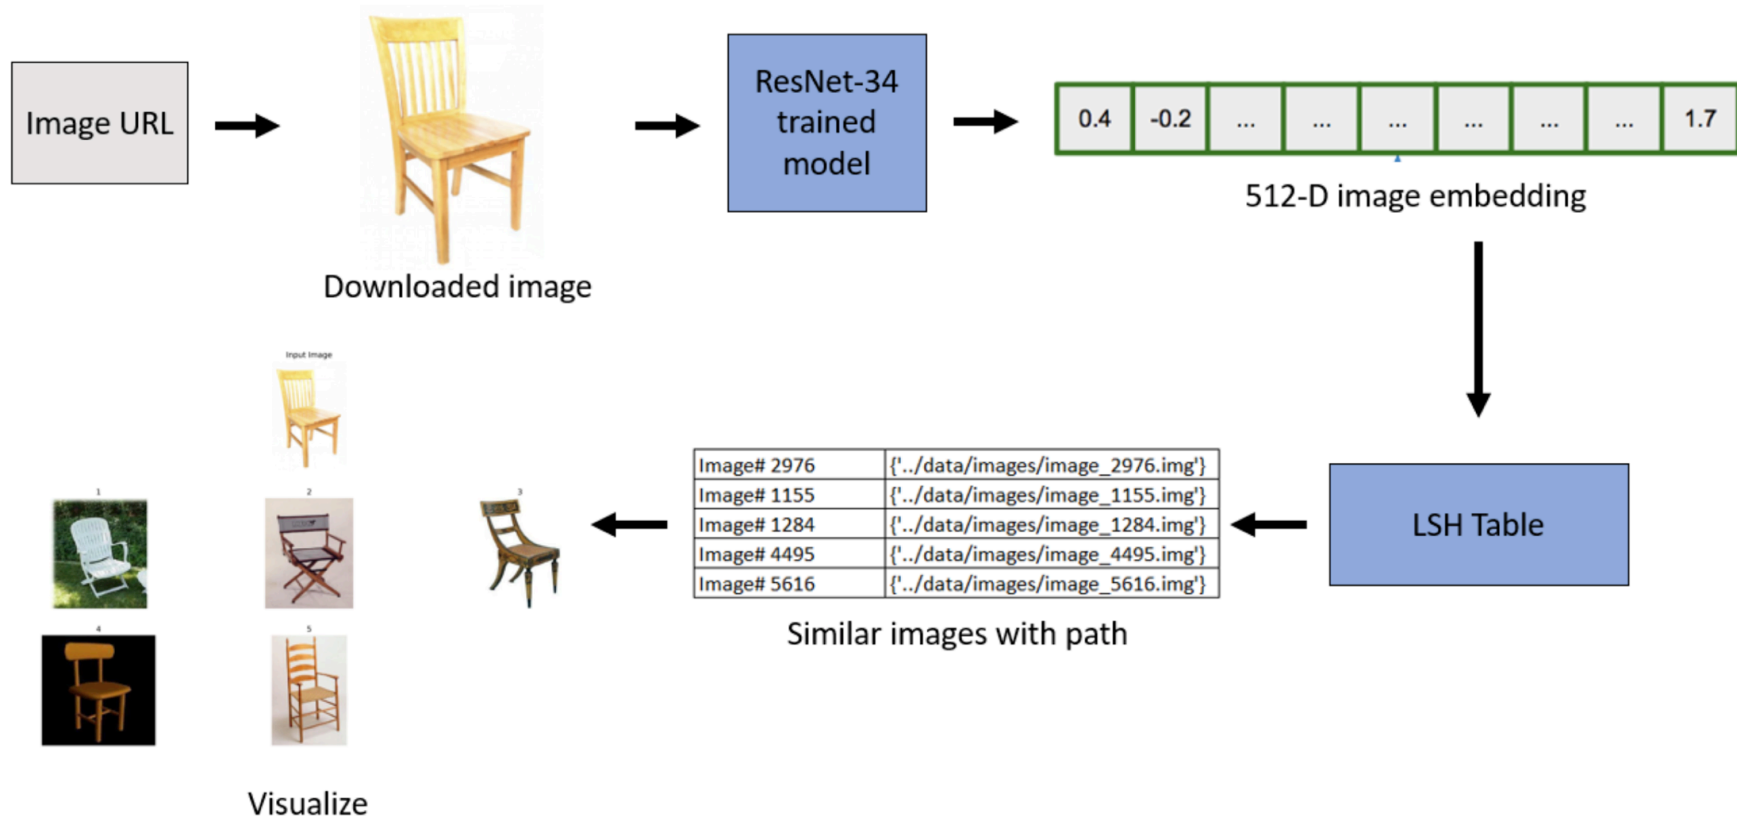 Image URL
Downloaded image
ResNet-34
trained
model
0.4 -0.2 ... ... ... ... ... ... 1.7
512-D image embedding
LSH Table
Image# 2976 {'../data/images/image_2976.img'}
Image# 1155 {'../data/images/image_1155.img'}
Image# 1284 {'../data/images/image_1284.img'}
Image# 4495 {'../data/images/image_4495.img'}
Image# 5616 {'../data/images/image_5616.img'}
Similar images with path
Input Image
1 2 3
4 5
Visualize